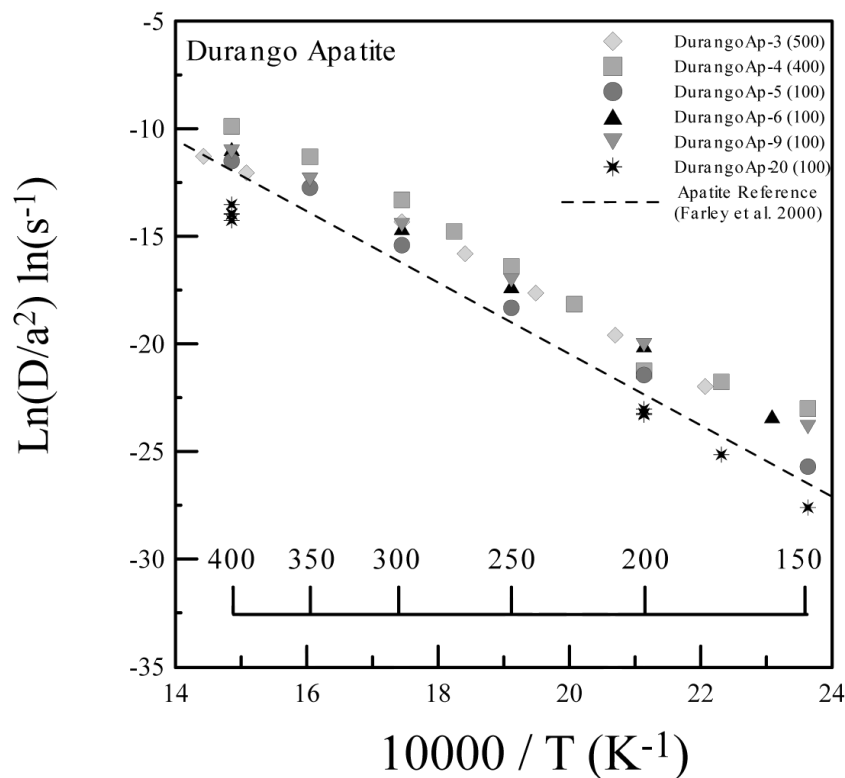 Durango Apatite
DurangoAp-3 (500)
DurangoAp-4 (400)
DurangoAp-5 (100)
DurangoAp-6 (100)
DurangoAp-9 (100)
DurangoAp-20 (100)
Apatite Reference
(Farley et al. 2000)
Ln(D/a²) ln(s⁻¹)
-5
-10
-15
-20
-25
-30
-35
400 350 300 250 200 150
14 16 18 20 22 24
10000 / T (K⁻¹)